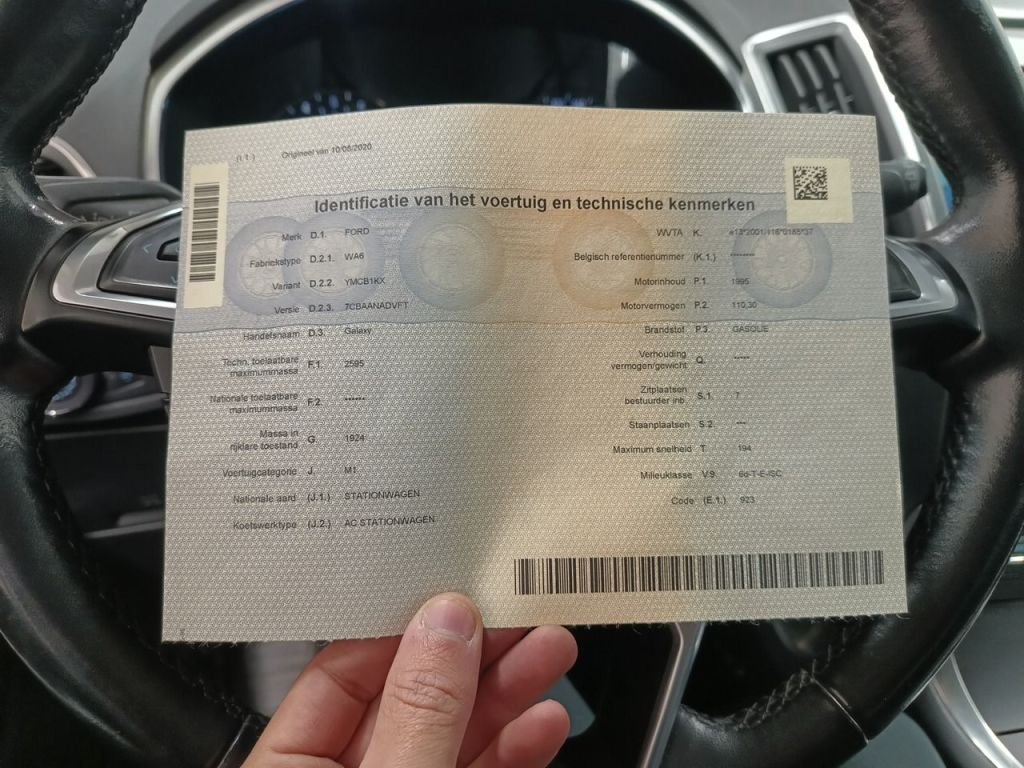 (I.1.) Origineel van 10/08/2020
Identificatie van het voertuig en technische kenmerken
Merk D.1. FORD
Fabriekstype D.2.1. WA6
Variant D.2.2. YMCB1KX
Versie D.2.3. 7CBAANADVFT
Handelsnaam D.3. Galaxy
Techn. toelaatbare
maximummassa F.1. 2595
Nationale toelaatbare
maximummassa F.2. ******
Massa in
rijklare toestand G. 1924
Voertuigcategorie J. M1
Nationale aard (J.1.) STATIONWAGEN
Koetswerktype (J.2.) AC STATIONWAGEN
WVTA K. e13*2001/116*0185*37
Belgisch referentienummer (K.1.) ********
Motorinhoud P.1. 1995
Motorvermogen P.2. 110,30
Brandstof P.3. GASOLIE
Verhouding
vermogen/gewicht Q. *****
Zitplaatsen
bestuurder inb. S.1. 7
Staanplaatsen S.2. ***
Maximum snelheid T. 194
Milieuklasse V.9. 6d-T-E-ISC
Code (E.1.) 923